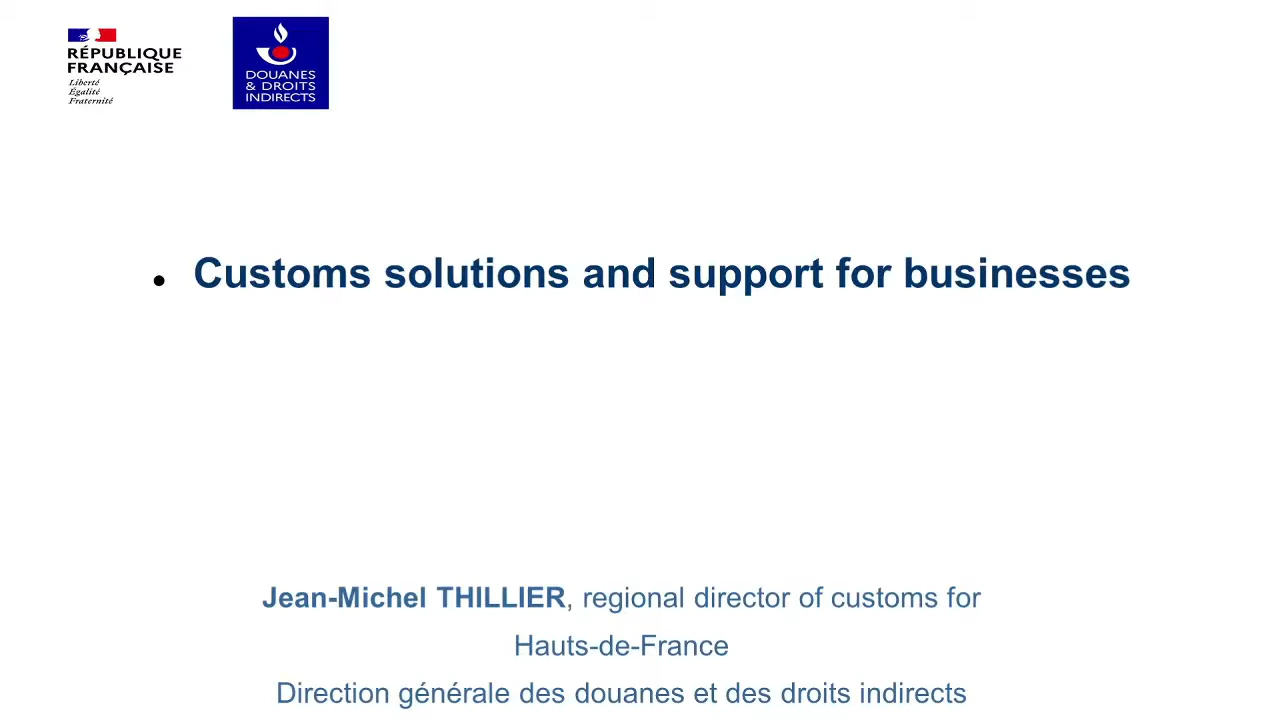 RÉPUBLIQUE
FRANÇAISE
Liberté
Égalité
Fraternité
DOUANES
& DROITS
INDIRECTS
• Customs solutions and support for businesses
Jean-Michel THILLIER, regional director of customs for
Hauts-de-France
Direction générale des douanes et des droits indirects